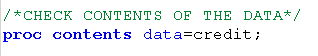 /*CHECK CONTENTS OF THE DATA*/
proc contents data=credit;